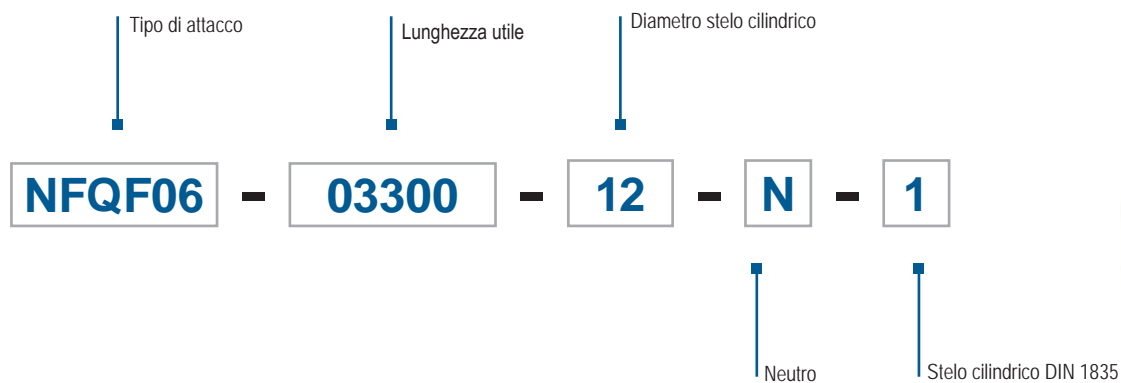 Tipo di attacco
Lunghezza utile
Diametro stelo cilindrico
NFQF06 - 03300 - 12 - N - 1
Neutro
Stelo cilindrico DIN 1835